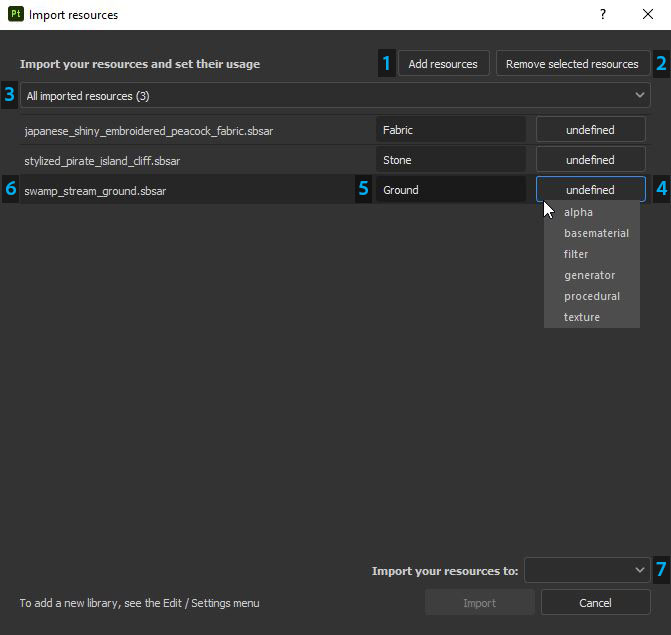 Pt Import resources ?
Import your resources and set their usage 1 Add resources Remove selected resources 2
3 All imported resources (3)
japanese_shiny_embroidered_peacock_fabric.sbsar Fabric undefined
stylized_pirate_island_cliff.sbsar Stone undefined
6 swamp_stream_ground.sbsar 5 Ground undefined 4
alpha
basematerial
filter
generator
procedural
texture
Import your resources to: 7
To add a new library, see the Edit / Settings menu Import Cancel